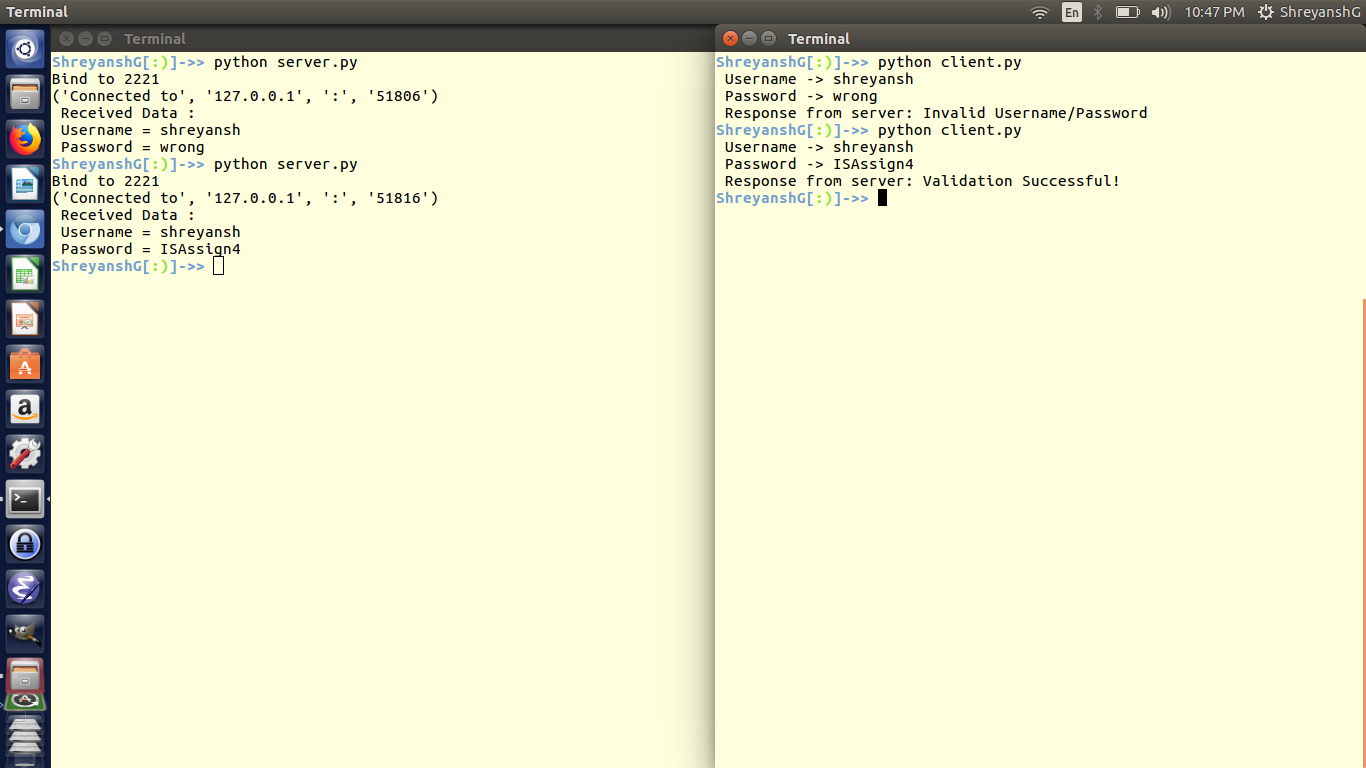 Terminal
En
10:47 PM
ShreyanshG
Terminal
ShreyanshG[:)]->> python server.py
Bind to 2221
('Connected to', '127.0.0.1', ':', '51806')
Received Data :
Username = shreyansh
Password = wrong
ShreyanshG[:)]->> python server.py
Bind to 2221
('Connected to', '127.0.0.1', ':', '51816')
Received Data :
Username = shreyansh
Password = ISAssign4
ShreyanshG[:)]->>
Terminal
ShreyanshG[:)]->> python client.py
Username -> shreyansh
Password -> wrong
Response from server: Invalid Username/Password
ShreyanshG[:)]->> python client.py
Username -> shreyansh
Password -> ISAssign4
Response from server: Validation Successful!
ShreyanshG[:)]->>